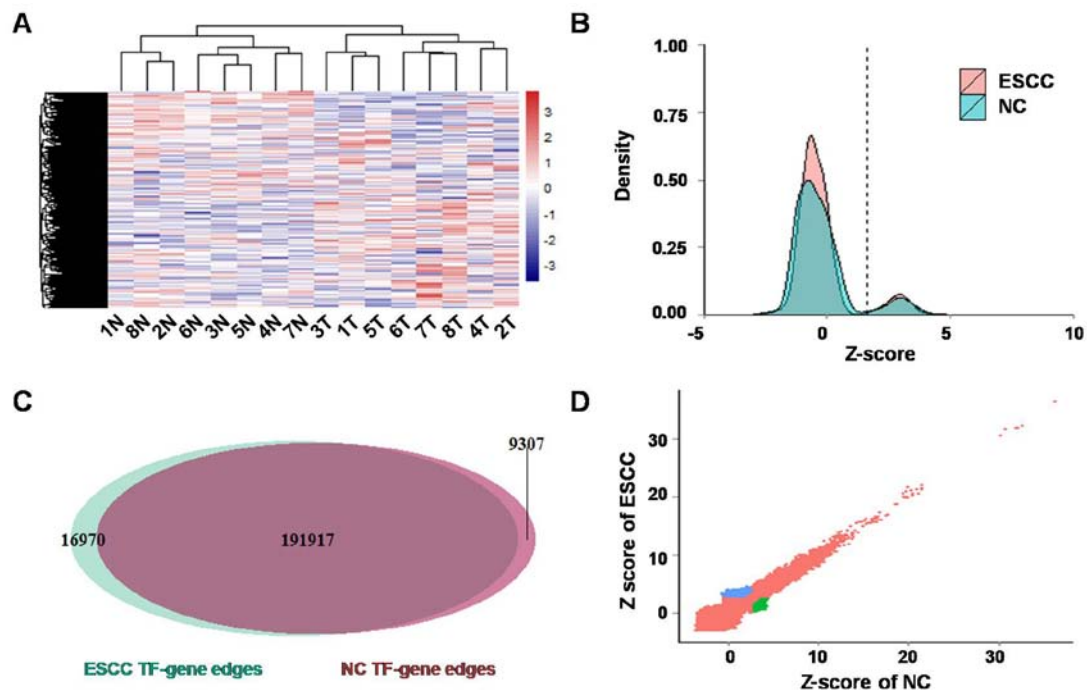 A
3
2
1
0
-1
-2
-3
1N 8N 2N 6N 3N 5N 4N 7N 3T 1T 5T 6T 7T 8T 4T 2T
B
1.00
0.75
0.50
0.25
0.00
Density
-5 0 5 10
Z-score
ESCC
NC
C
9307
16970 191917
ESCC TF-gene edges NC TF-gene edges
D
30
20
10
0
Z score of ESCC
0 10 20 30
Z-score of NC